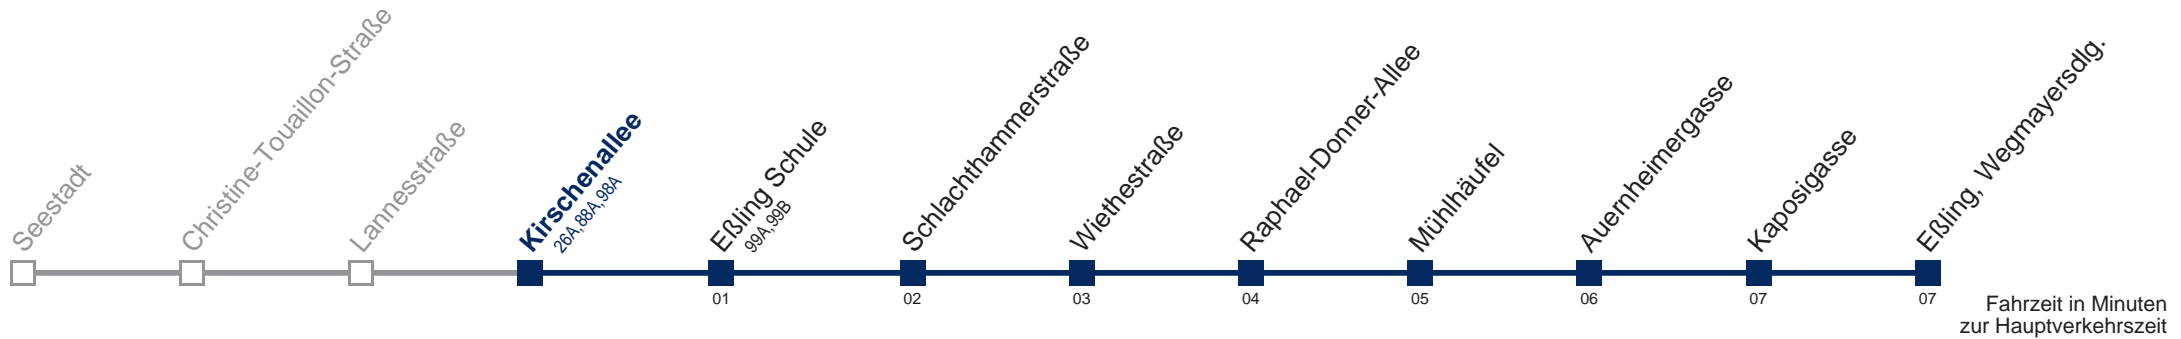 Seestadt
Christine-Touaillon-Straße
Lannesstraße
Kirschenallee
26A,88A,98A
Eßling Schule
99A,99B
Schlachthammerstraße
Wiethestraße
Raphael-Donner-Allee
Mühlhäufel
Auernheimergasse
Kaposigasse
Eßling, Wegmayersdlg.
01
02
03
04
05
06
07
07
Fahrzeit in Minuten
zur Hauptverkehrszeit